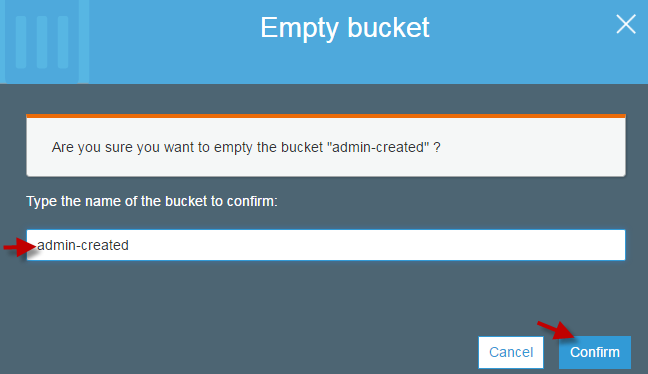 Empty bucket
Are you sure you want to empty the bucket "admin-created" ?
Type the name of the bucket to confirm:
admin-created
Cancel
Confirm